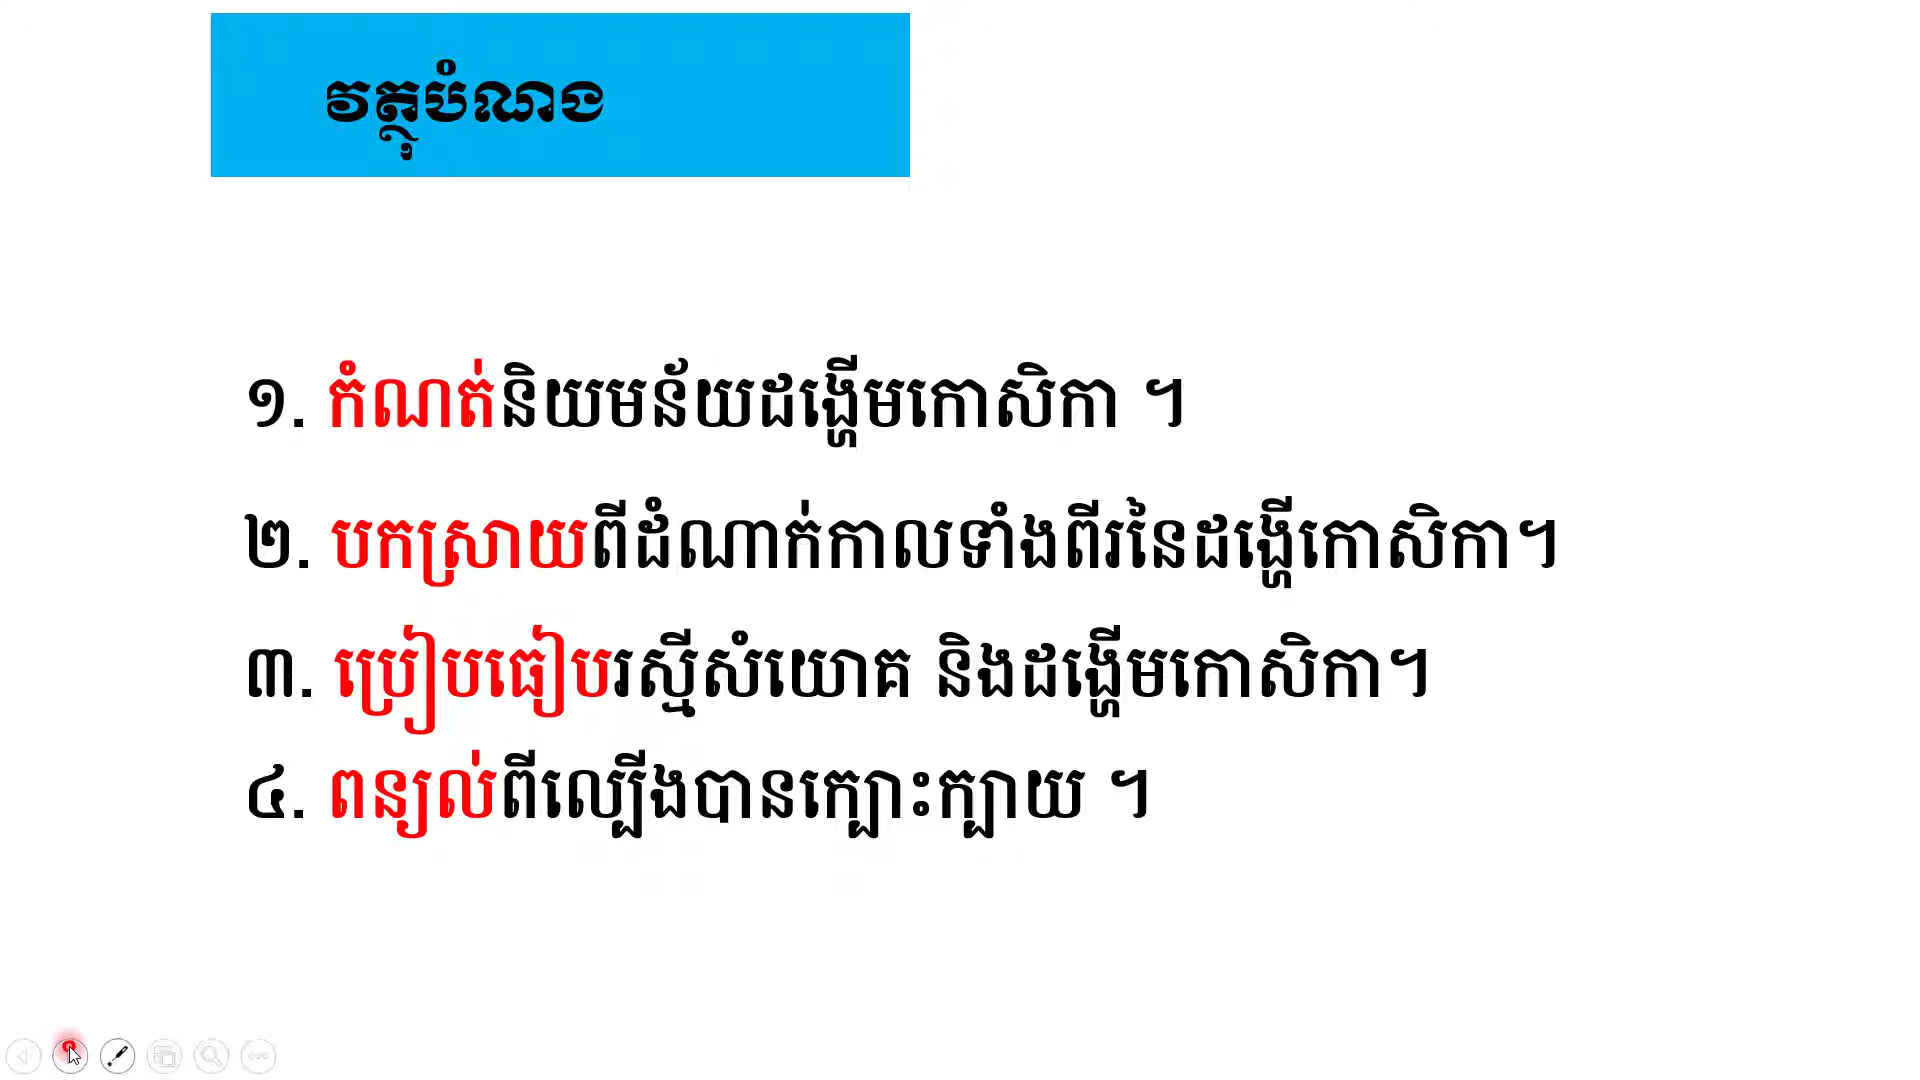 វត្ថុបំណង
១. កំណត់និយមន័យដង្ហើមកោសិកា ។
២. បកស្រាយពីដំណាក់កាលទាំងពីរនៃដង្ហើកោសិកា។
៣. ប្រៀបធៀបរស្មីសំយោគ និងដង្ហើមកោសិកា។
៤. ពន្យល់ពីល្បើងបានក្បោះក្បាយ ។